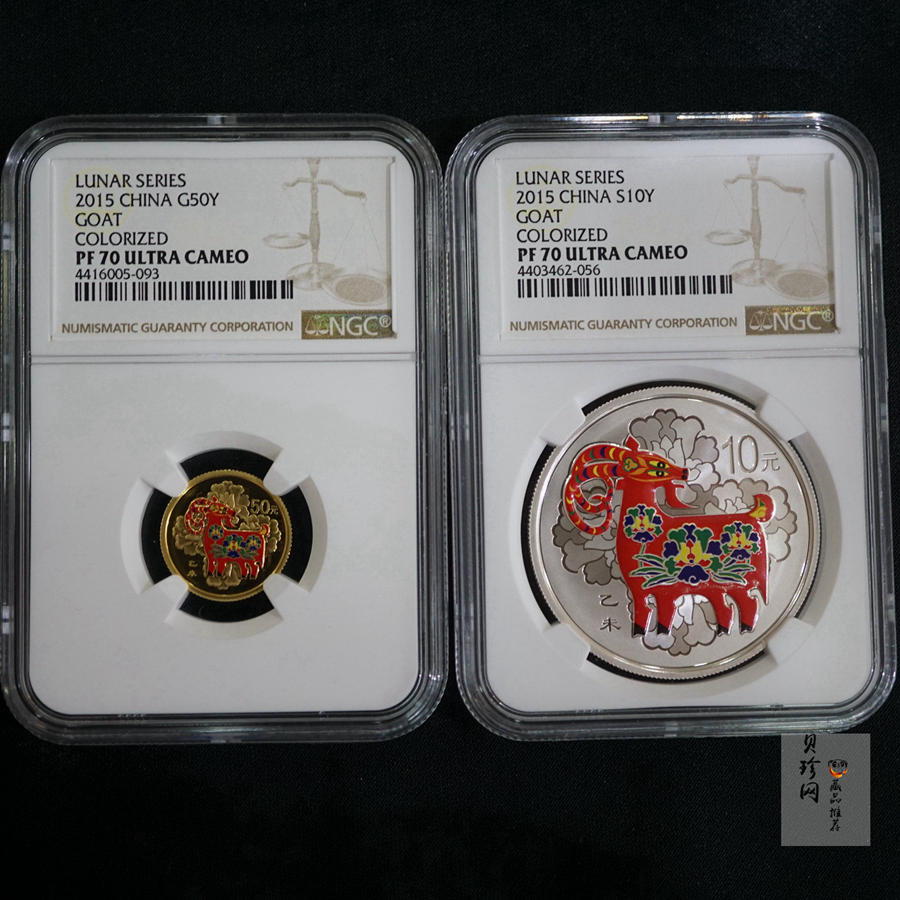 LUNAR SERIES
2015 CHINA G50Y
GOAT
COLORIZED
PF 70 ULTRA CAMEO
4416005-093
NUMISMATIC GUARANTY CORPORATION
NGC®
50元
乙未
LUNAR SERIES
2015 CHINA S10Y
GOAT
COLORIZED
PF 70 ULTRA CAMEO
4403462-056
NUMISMATIC GUARANTY CORPORATION
NGC®
10元
乙未
贝珍网
藏品推荐